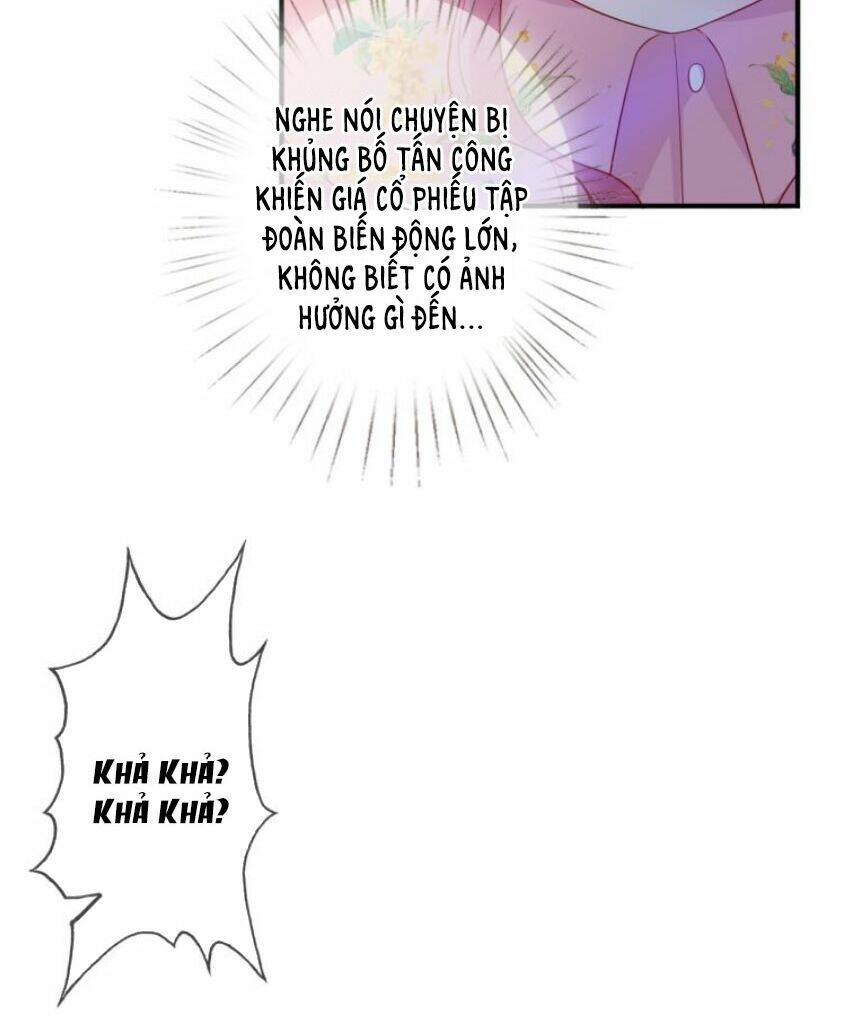 NGHE NÓI CHUYỆN BỊ
KHỦNG BỐ TẤN CÔNG
KHIẾN GIÁ CỔ PHIẾU TẬP
ĐOÀN BIẾN ĐỘNG LỚN,
KHÔNG BIẾT CÓ ẢNH
HƯỞNG GÌ ĐẾN...
KHẢ KHẢ?
KHẢ KHẢ?